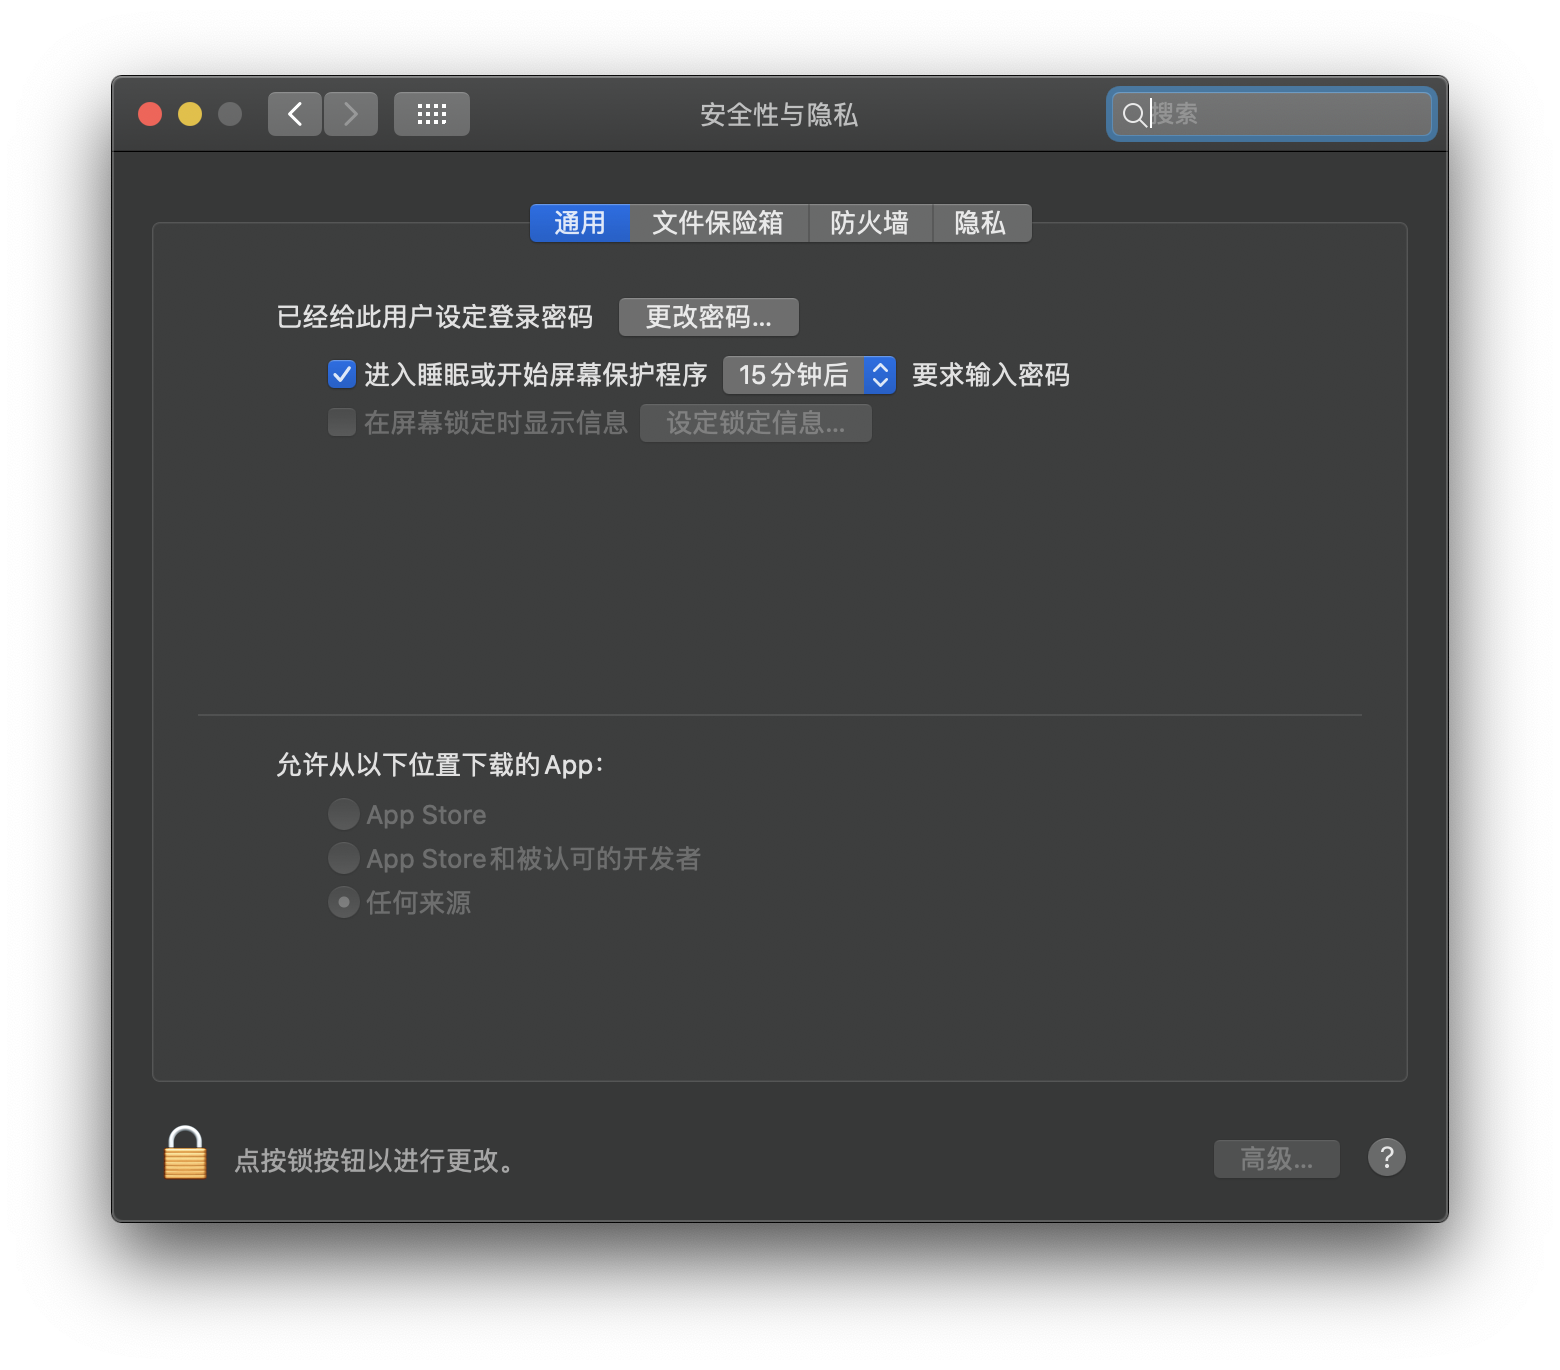 安全性与隐私
搜索
通用 文件保险箱 防火墙 隐私
已经给此用户设定登录密码 更改密码...
进入睡眠或开始屏幕保护程序 15分钟后 要求输入密码
在屏幕锁定时显示信息 设定锁定信息...
允许从以下位置下载的App：
App Store
App Store和被认可的开发者
任何来源
点按锁按钮以进行更改。 高级... ?